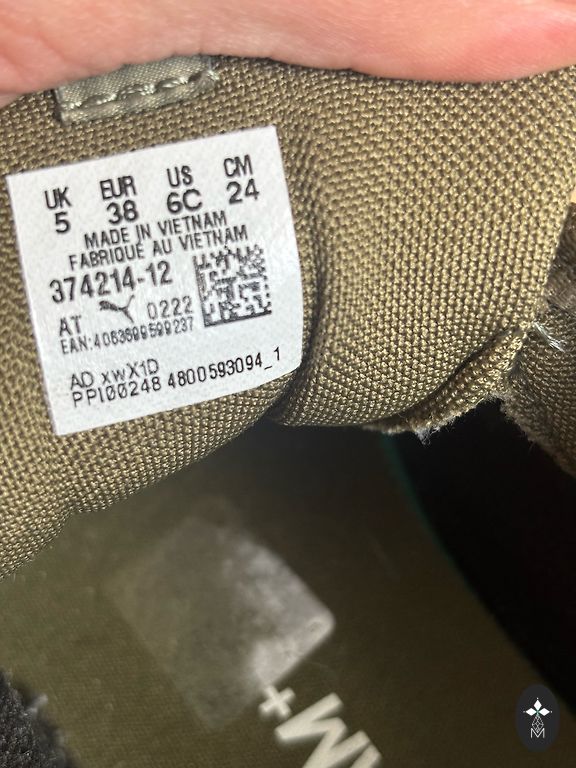 UK EUR US CM
5 38 6C 24
MADE IN VIETNAM
FABRIQUE AU VIETNAM
374214-12
AT 0222
EAN:4063699599237
AD XWX1D
PPI00248 4800593094_1
M